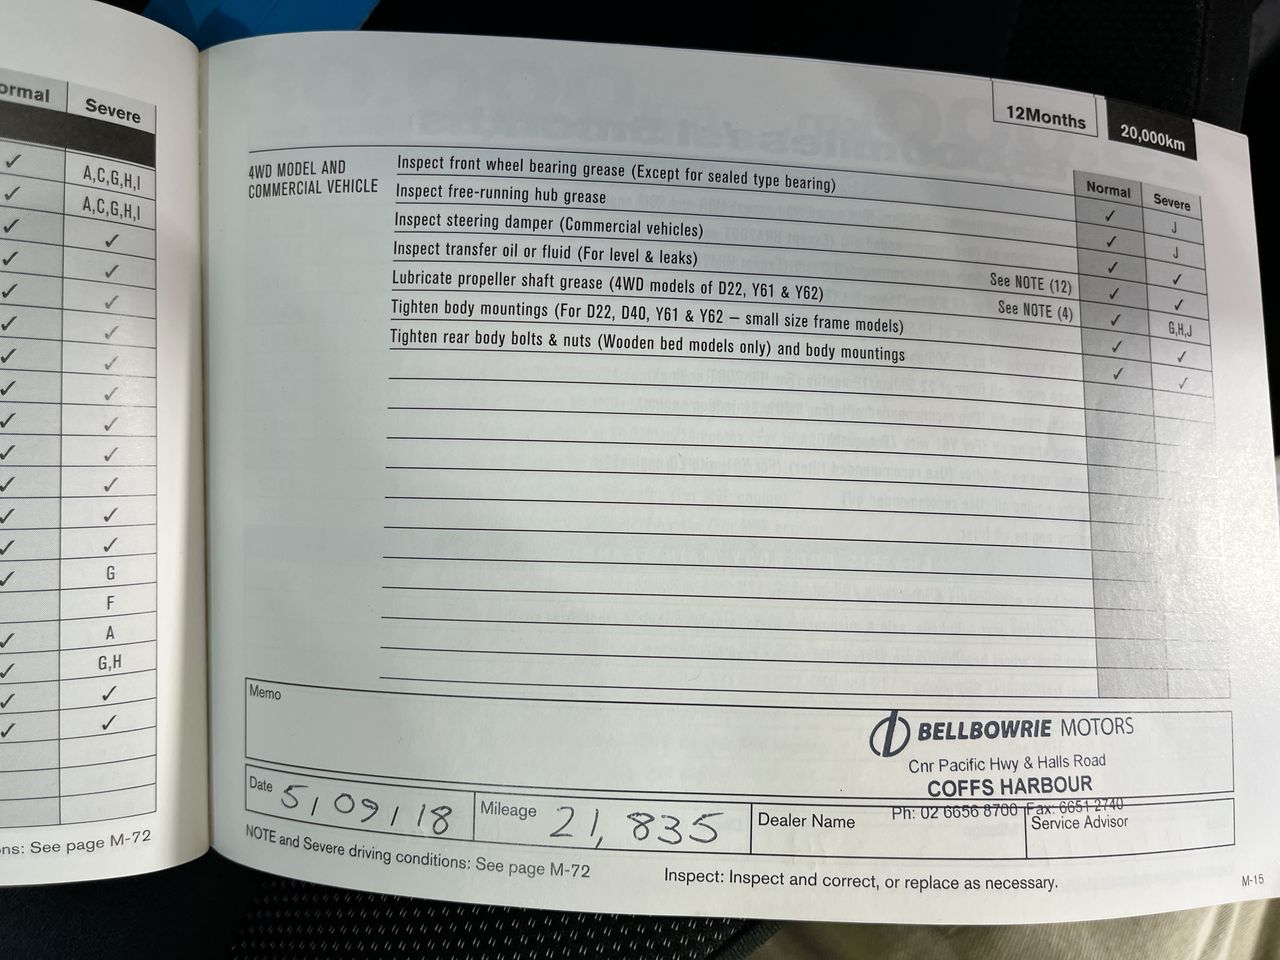 ormal Severe
✓ A,C,G,H,I
✓ A,C,G,H,I
✓ ✓
✓ ✓
✓ ✓
✓ ✓
✓ ✓
✓ ✓
✓ ✓
✓ ✓
✓ ✓
✓ ✓
✓ ✓
✓ G
F
✓ A
✓ G,H
✓ ✓
✓ ✓
ns: See page M-72
12Months 20,000km
Normal Severe
4WD MODEL AND
COMMERCIAL VEHICLE
Inspect front wheel bearing grease (Except for sealed type bearing) ✓ J
Inspect free-running hub grease ✓ J
Inspect steering damper (Commercial vehicles) ✓ ✓
Inspect transfer oil or fluid (For level & leaks) See NOTE (12) ✓ ✓
Lubricate propeller shaft grease (4WD models of D22, Y61 & Y62) See NOTE (4) ✓ G,H,J
Tighten body mountings (For D22, D40, Y61 & Y62 – small size frame models) ✓ ✓
Tighten rear body bolts & nuts (Wooden bed models only) and body mountings ✓ ✓
Memo
BELLBOWRIE MOTORS
Cnr Pacific Hwy & Halls Road
COFFS HARBOUR
Ph: 02 6656 8700 Fax: 6651 2740
Date 5/09/18 Mileage 21,835 Dealer Name Service Advisor
NOTE and Severe driving conditions: See page M-72
Inspect: Inspect and correct, or replace as necessary.
M-15